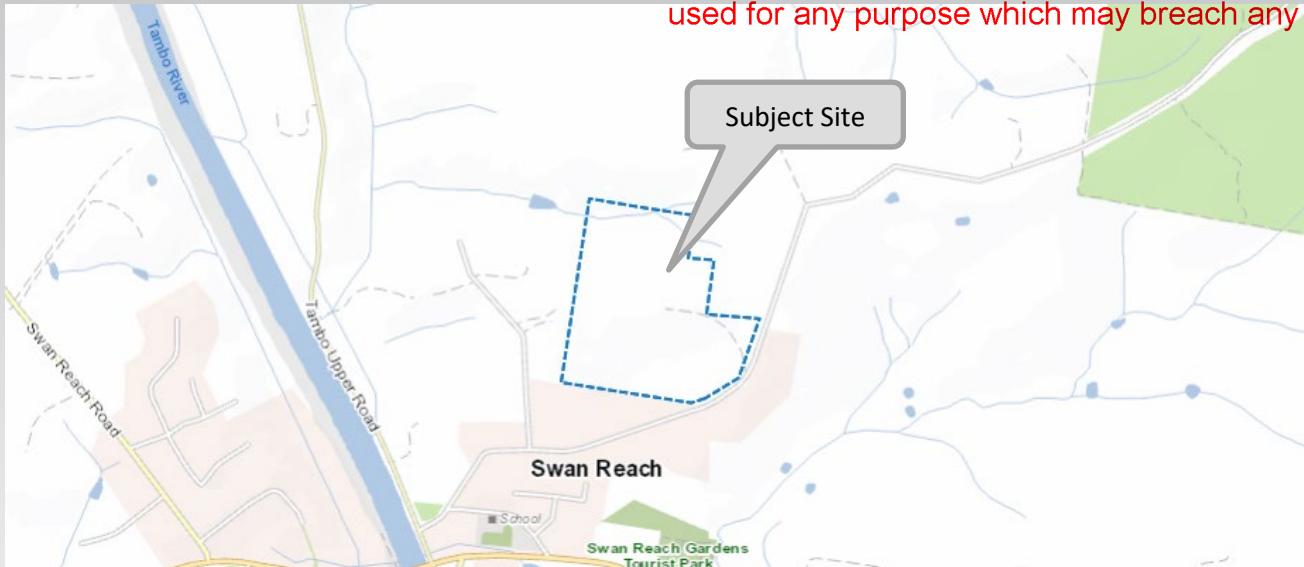 used for any purpose which may breach any
Tambo River
Subject Site
Swan Reach Road
Tambo Upper Road
Swan Reach
School
Swan Reach Gardens
Tourist Park